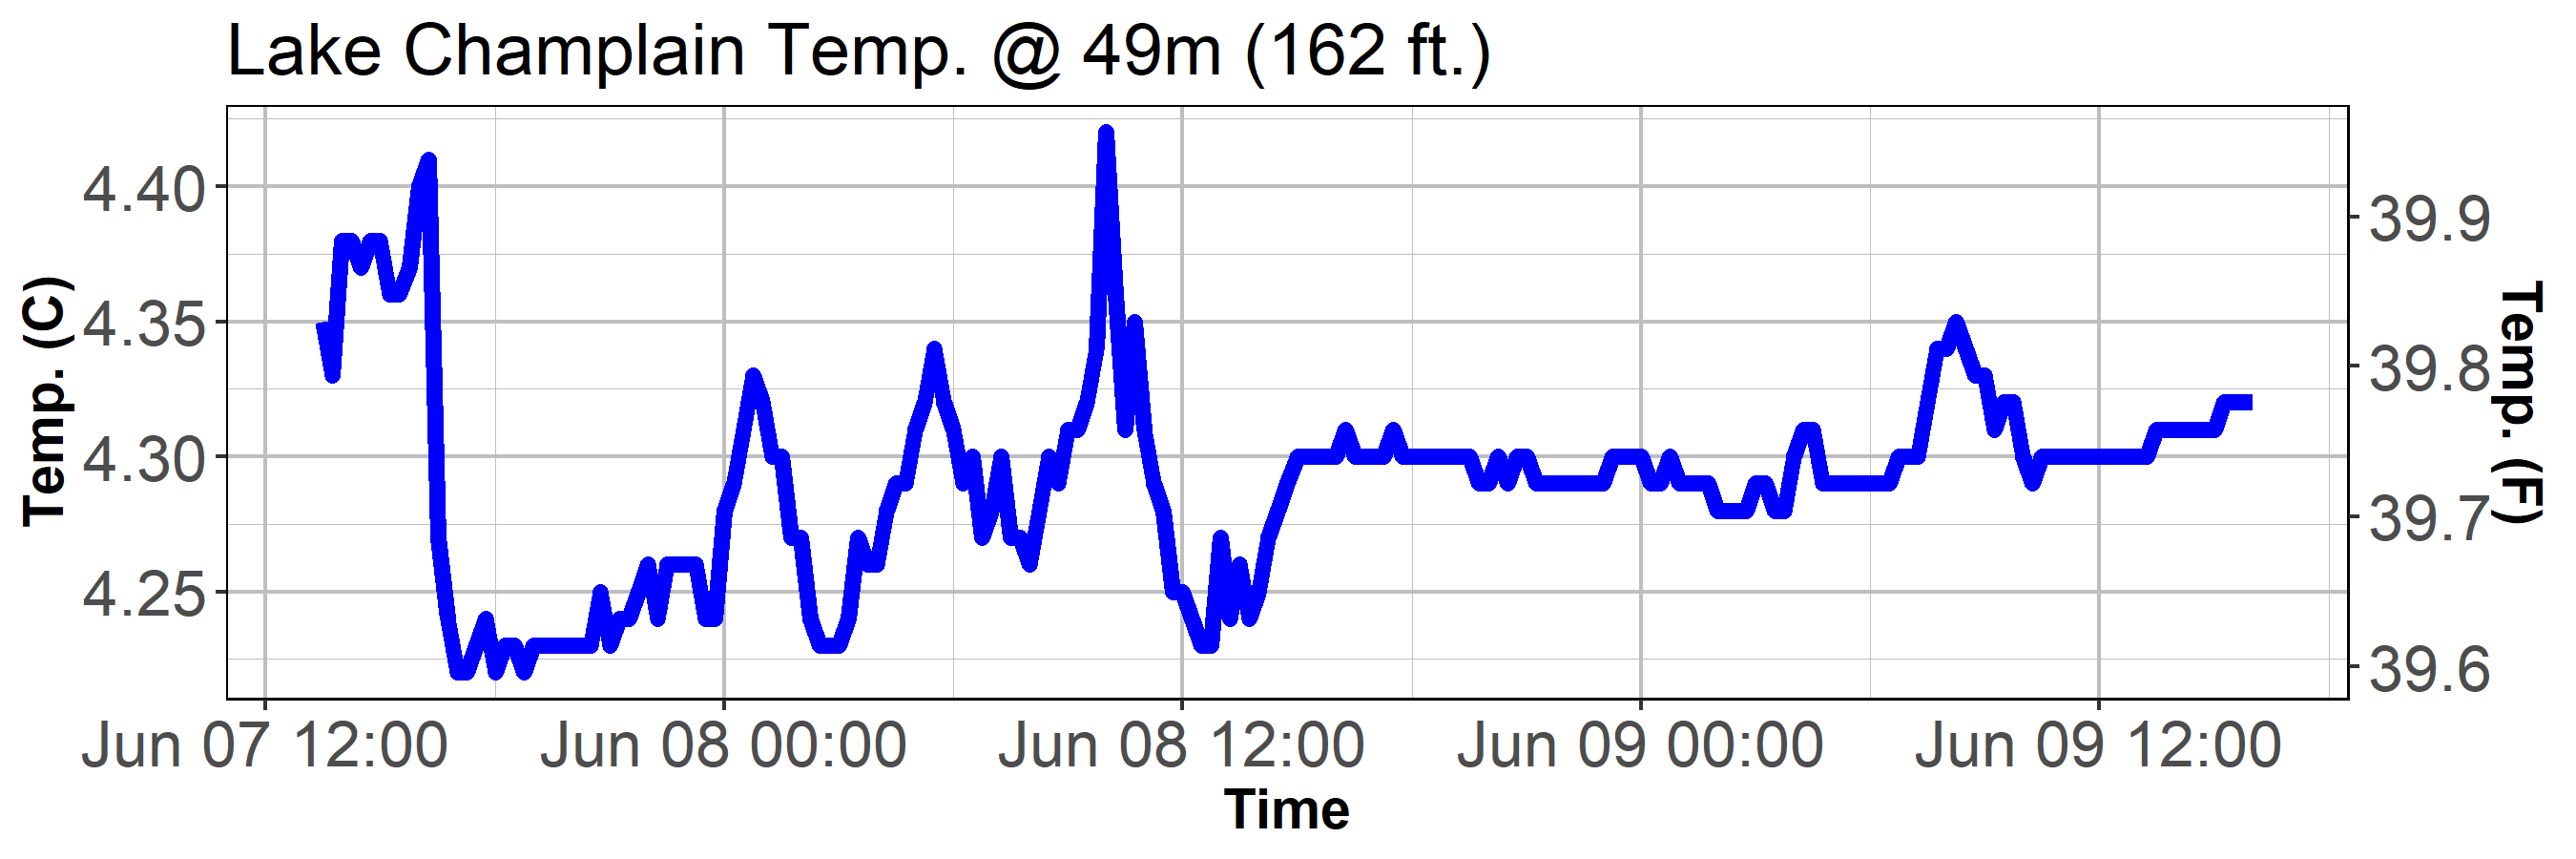 Lake Champlain Temp. @ 49m (162 ft.)
Temp. (C)
4.40
4.35
4.30
4.25
39.9
39.8
39.7
39.6
Temp. (F)
Jun 07 12:00 Jun 08 00:00 Jun 08 12:00 Jun 09 00:00 Jun 09 12:00
Time